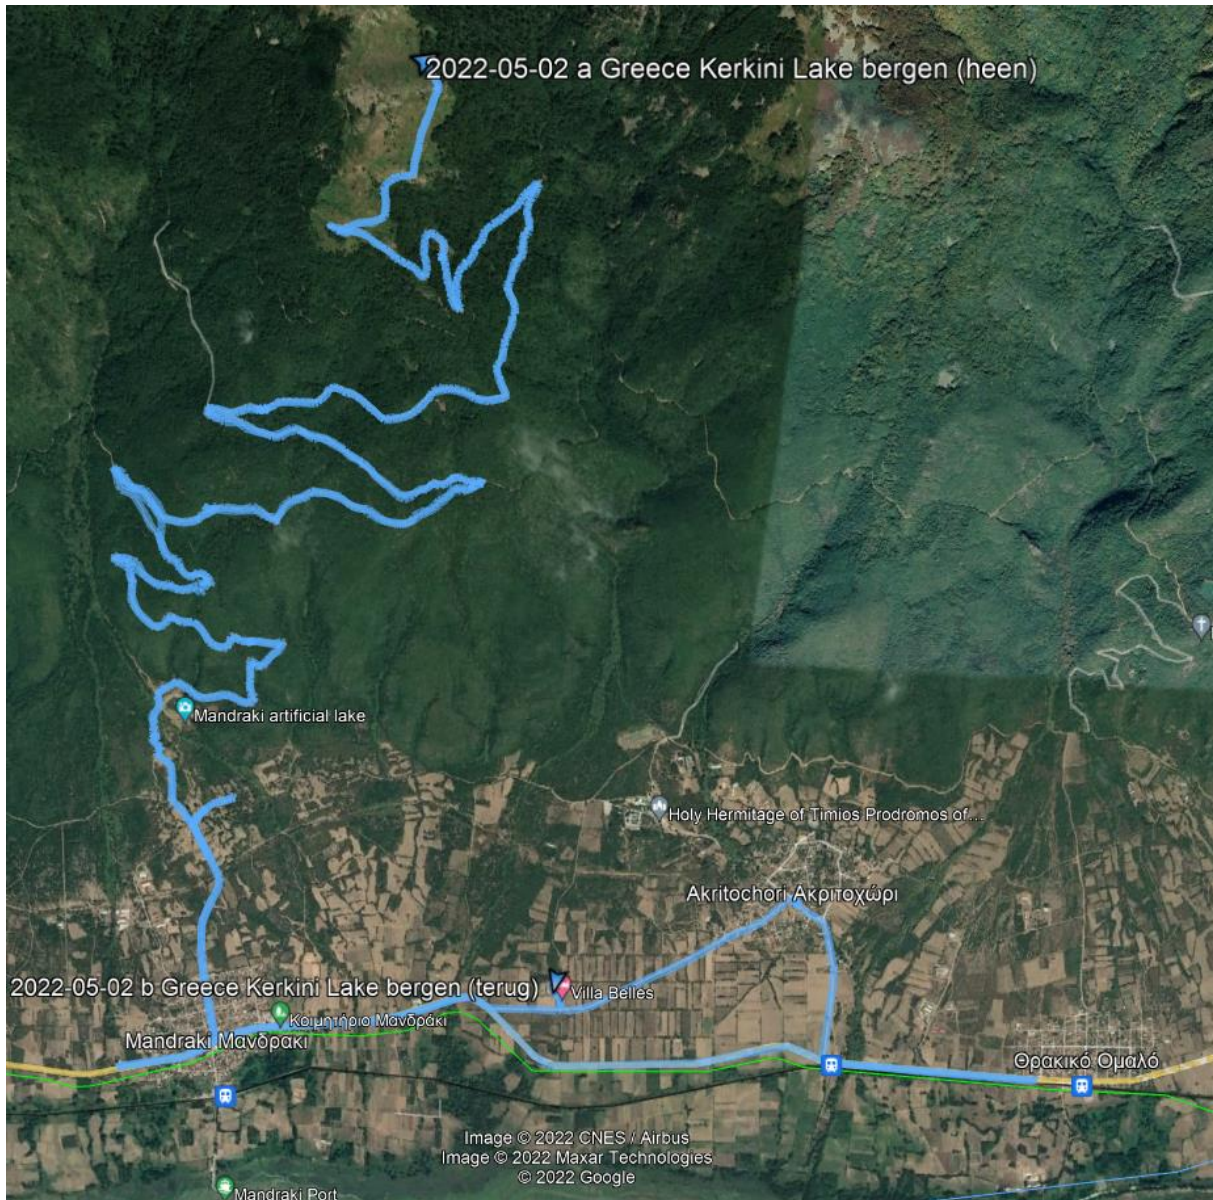 2022-05-02 a Greece Kerkini Lake bergen (heen)
Mandraki artificial lake
Holy Hermitage of Timios Prodromos of...
Akritochori Ακριτοχώρι
2022-05-02 b Greece Kerkini Lake bergen (terug)
Villa Belles
Κοιμητήριο Μανδράκι
Mandraki Μανδράκι
Θρακικό Ομαλό
Image © 2022 CNES / Airbus
Image © 2022 Maxar Technologies
© 2022 Google
Mandraki Port